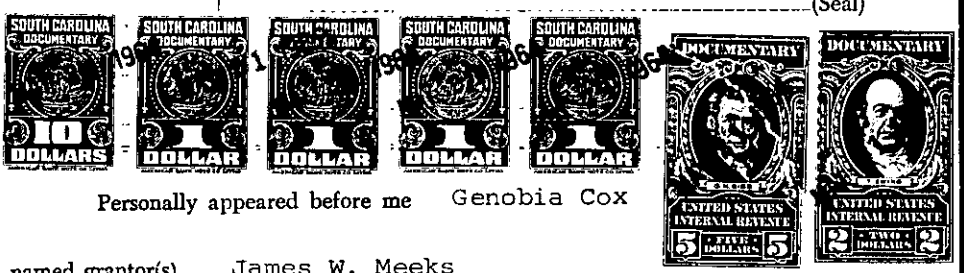 (Seal)
SOUTH CAROLINA DOCUMENTARY
10
DOLLARS
SOUTH CAROLINA DOCUMENTARY
1
DOLLAR
SOUTH CAROLINA
1
DOLLAR
SOUTH CAROLINA DOCUMENTARY
1
DOLLAR
SOUTH CAROLINA DOCUMENTARY
1
DOLLAR
DOCUMENTARY
UNITED STATES
INTERNAL REVENUE
5 FIVE DOLLARS 5
DOCUMENTARY
UNITED STATES
INTERNAL REVENUE
2 TWO DOLLARS 2
Personally appeared before me Genobia Cox
named grantor(s) James W. Meeks